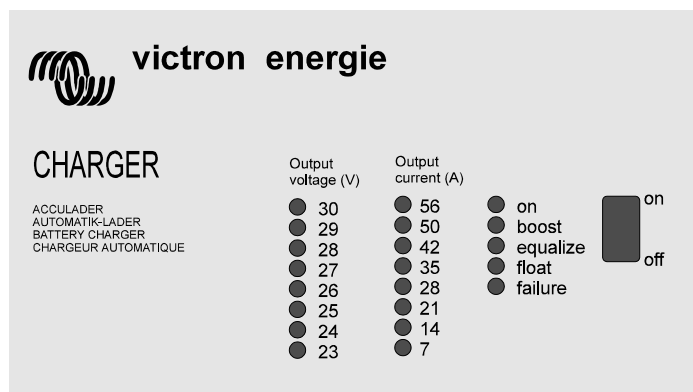 victron energie
CHARGER
ACCULADER
AUTOMATIK-LADER
BATTERY CHARGER
CHARGEUR AUTOMATIQUE
Output
voltage (V)
30
29
28
27
26
25
24
23
Output
current (A)
56
50
42
35
28
21
14
7
on
boost
equalize
float
failure
on
off